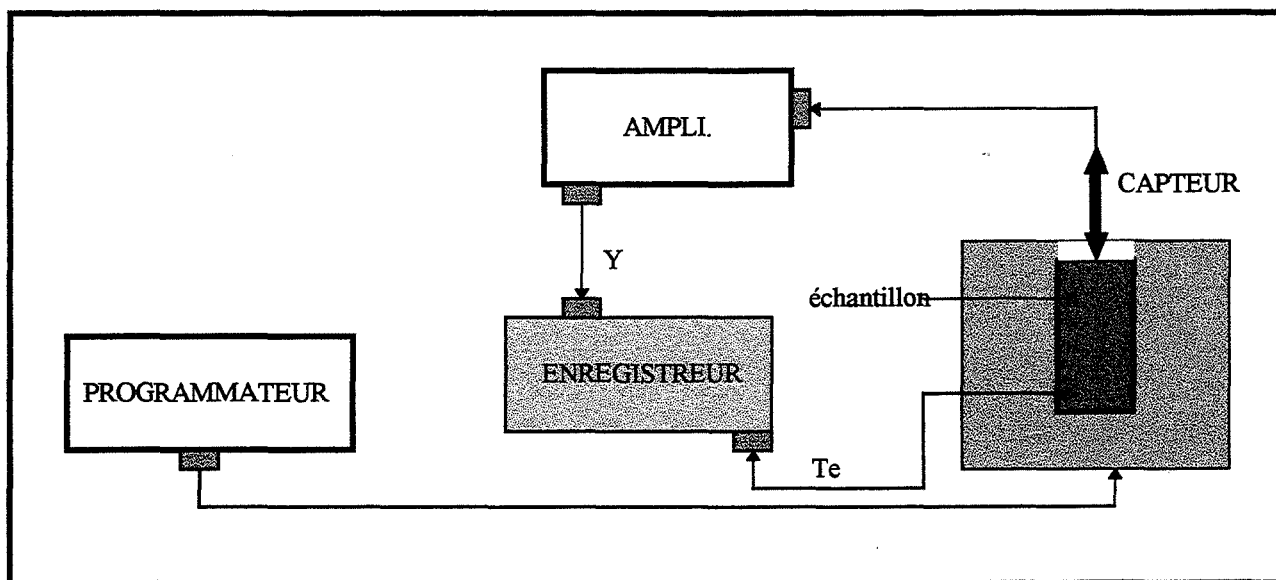 AMPLI.
CAPTEUR
Y
échantillon
ENREGISTREUR
PROGRAMMATEUR
Te